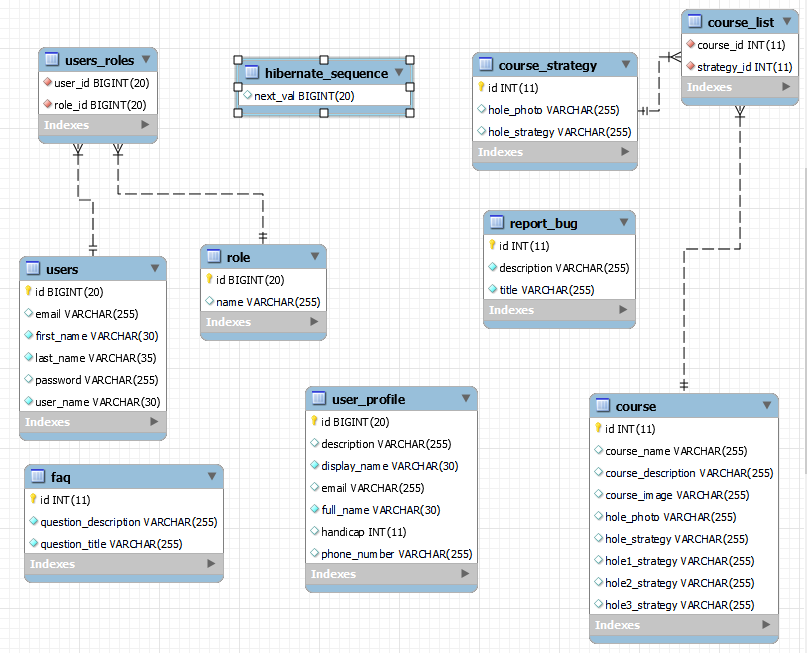 users_roles
user_id BIGINT(20)
role_id BIGINT(20)
Indexes
hibernate_sequence
next_val BIGINT(20)
course_strategy
id INT(11)
hole_photo VARCHAR(255)
hole_strategy VARCHAR(255)
Indexes
course_list
course_id INT(11)
strategy_id INT(11)
Indexes
users
id BIGINT(20)
email VARCHAR(255)
first_name VARCHAR(30)
last_name VARCHAR(35)
password VARCHAR(255)
user_name VARCHAR(30)
Indexes
role
id BIGINT(20)
name VARCHAR(255)
Indexes
report_bug
id INT(11)
description VARCHAR(255)
title VARCHAR(255)
Indexes
faq
id INT(11)
question_description VARCHAR(255)
question_title VARCHAR(255)
Indexes
user_profile
id BIGINT(20)
description VARCHAR(255)
display_name VARCHAR(30)
email VARCHAR(255)
full_name VARCHAR(30)
handicap INT(11)
phone_number VARCHAR(255)
Indexes
course
id INT(11)
course_name VARCHAR(255)
course_description VARCHAR(255)
course_image VARCHAR(255)
hole_photo VARCHAR(255)
hole_strategy VARCHAR(255)
hole1_strategy VARCHAR(255)
hole2_strategy VARCHAR(255)
hole3_strategy VARCHAR(255)
Indexes